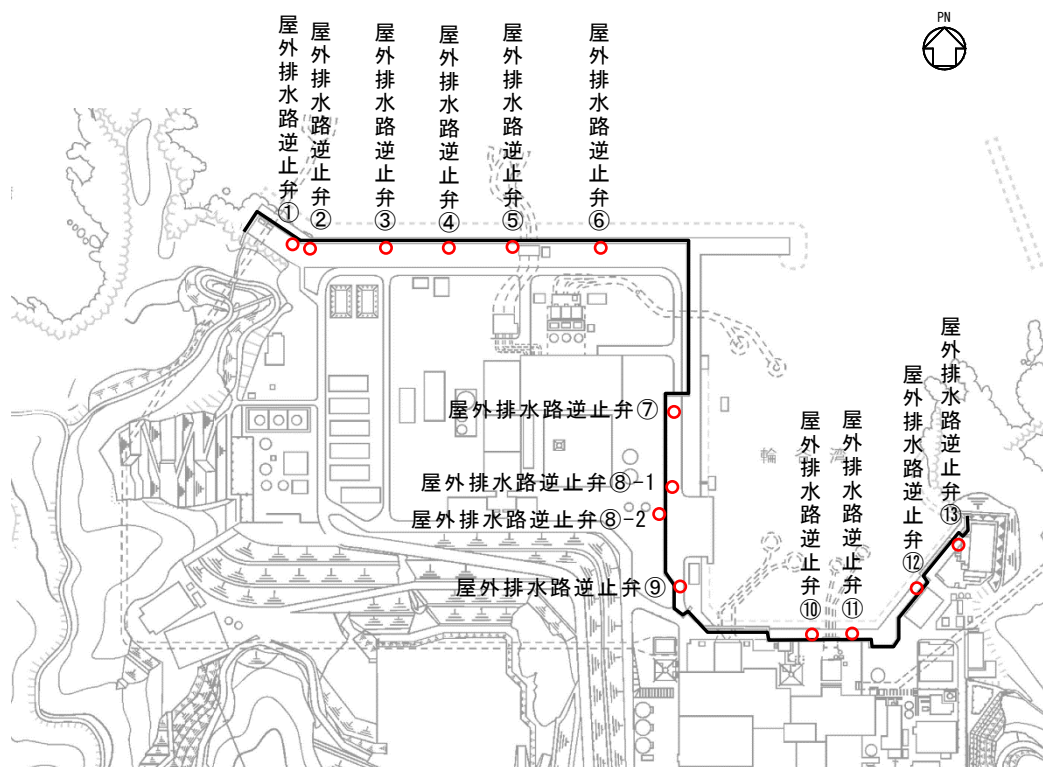 PN
屋外排水路逆止弁①
屋外排水路逆止弁②
屋外排水路逆止弁③
屋外排水路逆止弁④
屋外排水路逆止弁⑤
屋外排水路逆止弁⑥
屋外排水路逆止弁⑦
屋外排水路逆止弁⑧-1
屋外排水路逆止弁⑧-2
屋外排水路逆止弁⑨
屋外排水路逆止弁⑩
屋外排水路逆止弁⑪
屋外排水路逆止弁⑫
屋外排水路逆止弁⑬
輪谷湾